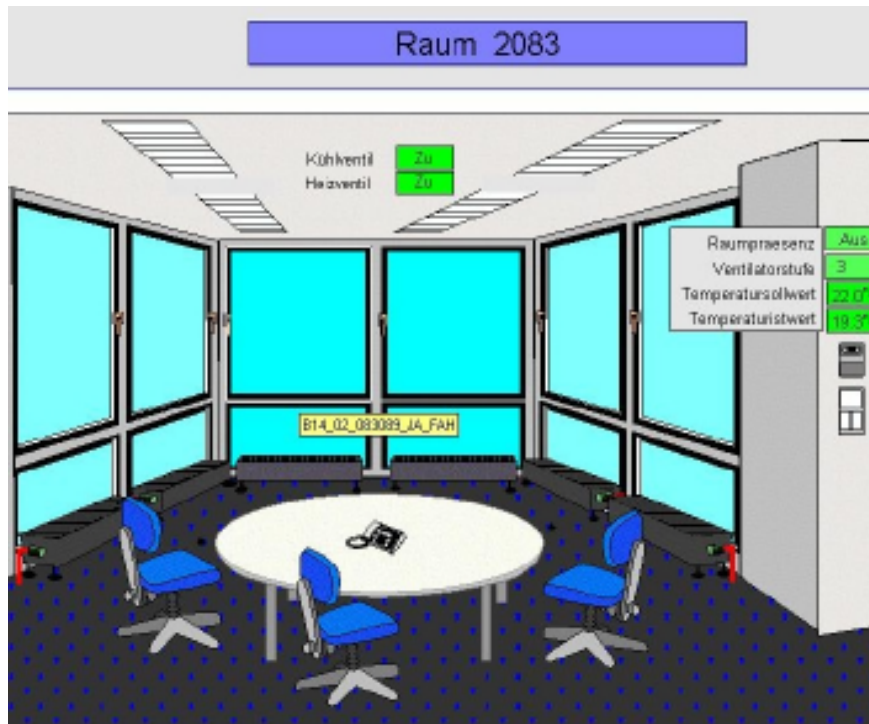 Raum 2083
Kühlventil Zu
Heizventil Zu
Raumpraesenz Aus
Ventilatorstufe 3
Temperatursollwert 22.0°
Temperaturistwert 19.3°
B14_02_083089_JA_FAH